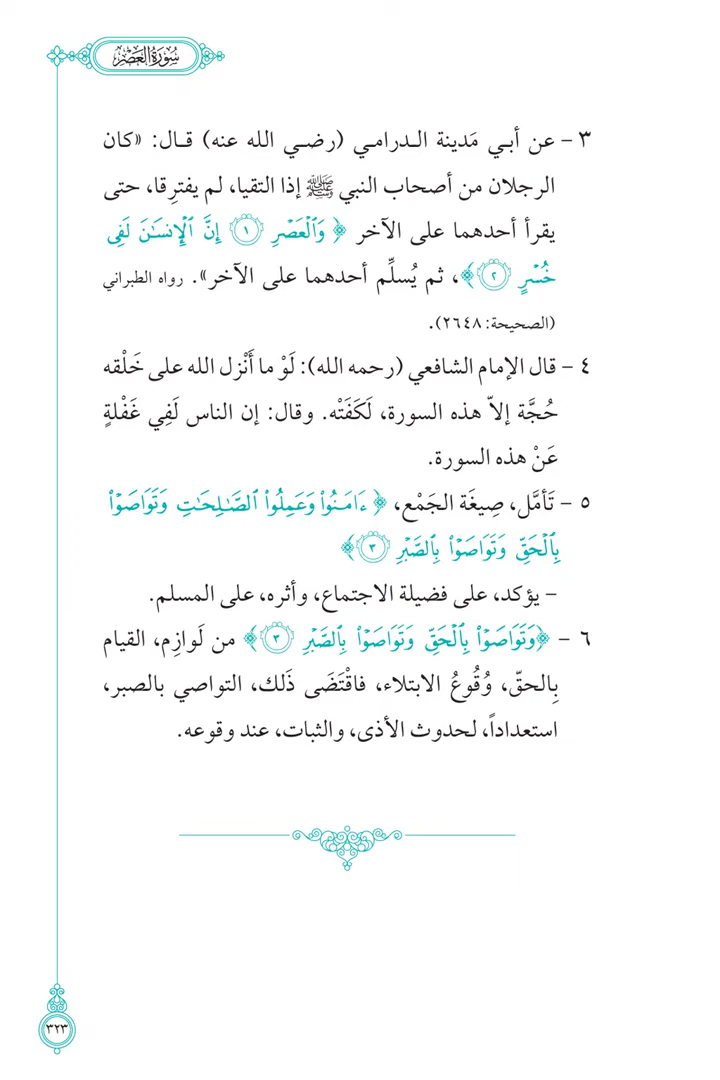 سُورَةُ العَصْرِ
٣ - عن أبي مَدينة الـدرامـي (رضـي الله عنه) قـال: «كان
الرجلان من أصحاب النبي ﷺ إذا التقيا، لم يفترِقا، حتى
يقرأ أحدهما على الآخر ﴿ وَٱلْعَصْرِ ۝١ إِنَّ ٱلْإِنسَٰنَ لَفِى
خُسْرٍ ۝٢ ﴾، ثم يُسلِّم أحدهما على الآخر». رواه الطبراني
(الصحيحة: ٢٦٤٨).
٤ - قال الإمام الشافعي (رحمه الله): لَوْ ما أَنْزل الله على خَلْقه
حُجَّة إلاّ هذه السورة، لَكَفَتْه. وقال: إن الناس لَفِي غَفْلةٍ
عَنْ هذه السورة.
٥ - تَأمَّل، صِيغَة الجَمْع، ﴿ ءَامَنُوا۟ وَعَمِلُوا۟ ٱلصَّٰلِحَٰتِ وَتَوَاصَوْا۟
بِٱلْحَقِّ وَتَوَاصَوْا۟ بِٱلصَّبْرِ ۝٣ ﴾
- يؤكد، على فضيلة الاجتماع، وأثره، على المسلم.
٦ - ﴿وَتَوَاصَوْا۟ بِٱلْحَقِّ وَتَوَاصَوْا۟ بِٱلصَّبْرِ ۝٣ ﴾ من لَوازِم، القيام
بِالحقّ، وُقُوعُ الابتلاء، فاقْتَضَى ذَلك، التواصي بالصبر،
استعداداً، لحدوث الأذى، والثبات، عند وقوعه.
٣٢٣